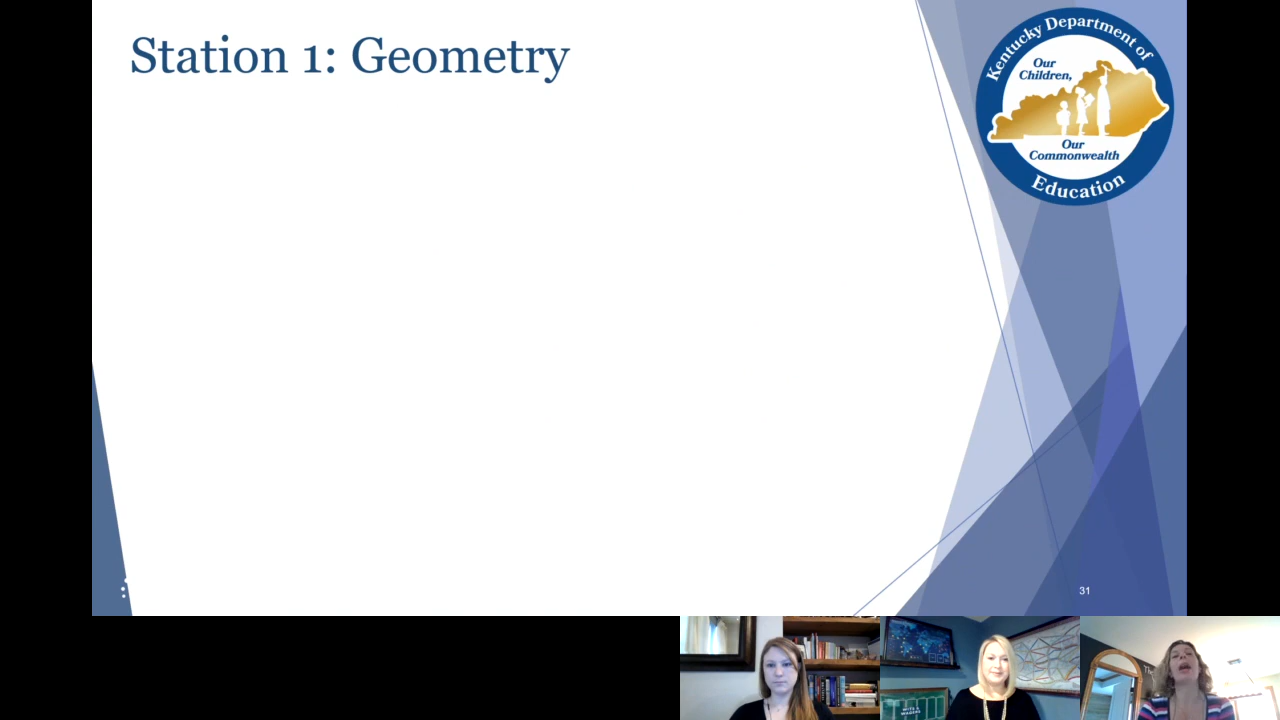 Station 1: Geometry
Kentucky Department of
Our
Children,
Our
Commonwealth
Education
31